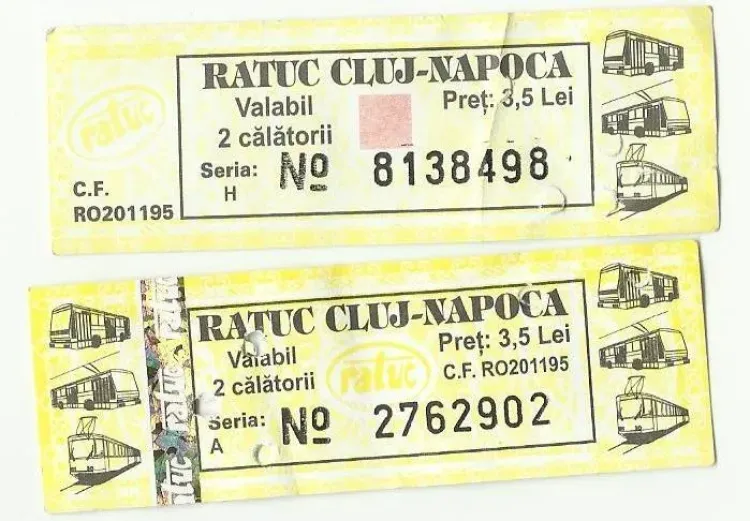 RATUC CLUJ-NAPOCA
Valabil
Preț: 3,5 Lei
2 călătorii
ratuc
Seria:
H
Nº 8138498
C.F.
RO201195
RATUC CLUJ-NAPOCA
Valabil
Preț: 3,5 Lei
2 călătorii
ratuc
C.F. RO201195
Seria:
A
Nº 2762902
ratuc